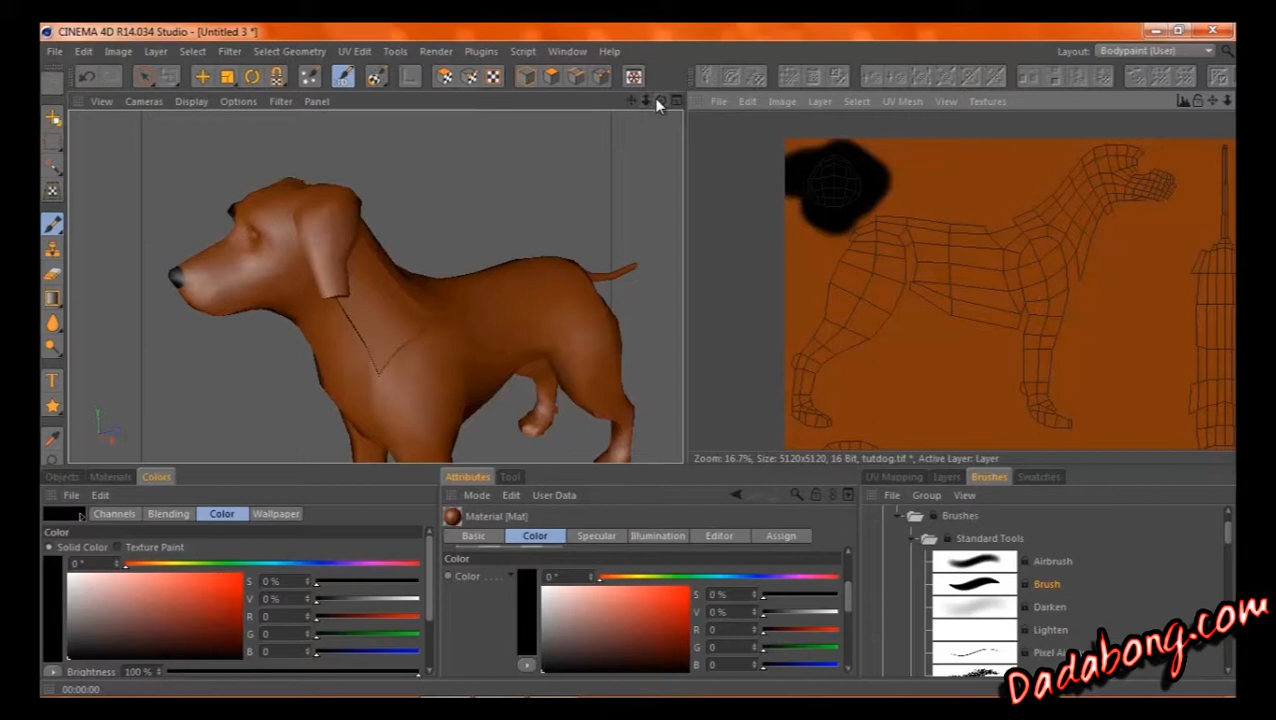 CINEMA 4D R14.034 Studio - [Untitled 3 *]
File Edit Image Layer Select Select Geometry UV Edit Tools Render Plugins Script Window Help Layout: Bodypaint (User)
View Cameras Display Options Filter Panel
File Edit Image Layer Select UV Mesh View Textures
Zoom: 16.7%, Size: 5120x5120, 16 Bit, tutdog.tif *, Active Layer: Layer
Objects Materials Colors
File Edit
Channels Blending Color Wallpaper
Color
Solid Color Texture Paint
0 °
S 0 %
V 0 %
R 0
G 0
B 0
Brightness 100 %
00:00:00
Attributes Tool
Mode Edit User Data
Material [Mat]
Basic Color Specular Illumination Editor Assign
Color
Color . . . . 0 °
S 0 %
V 0 %
R 0
G 0
B 0
UV Mapping Layers Brushes Swatches
File Group View
Brushes
Standard Tools
Airbrush
Brush
Darken
Lighten
Dadabong.com